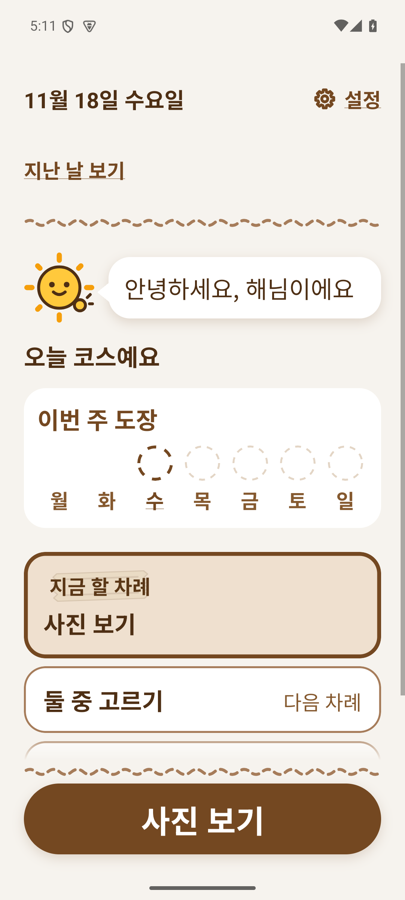 5:11
11월 18일 수요일
설정
지난 날 보기
안녕하세요, 해님이에요
오늘 코스예요
이번 주 도장
월 화 수 목 금 토 일
지금 할 차례
사진 보기
둘 중 고르기
다음 차례
사진 보기